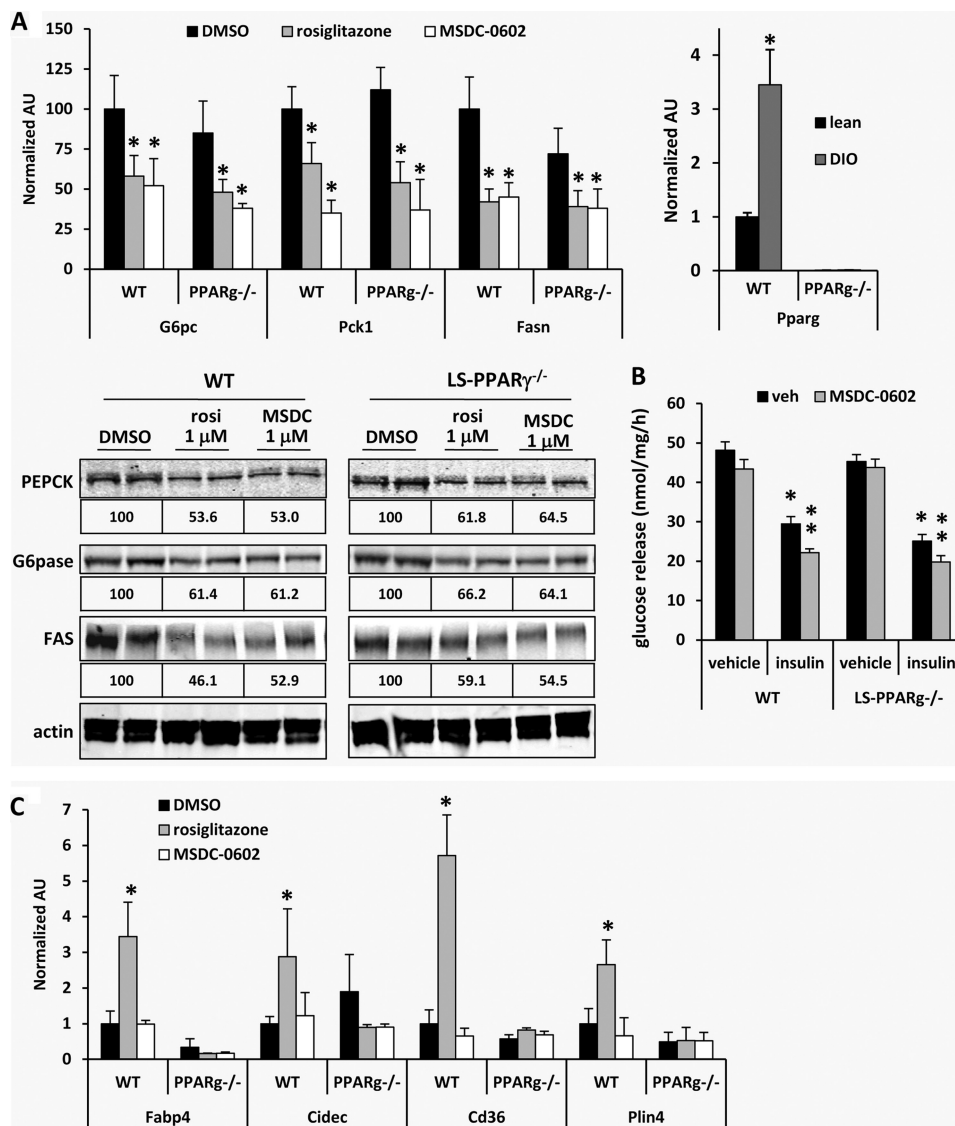 A
DMSO rosiglitazone MSDC-0602
Normalized AU
150
125
100
75
50
25
0
* * * * * * * * * * * *
WT PPARg-/- WT PPARg-/- WT PPARg-/-
G6pc Pck1 Fasn
Normalized AU
4
3
2
1
0
*
lean
DIO
WT PPARg-/-
Pparg
WT LS-PPARγ-/-
DMSO rosi 1 μM MSDC 1 μM DMSO rosi 1 μM MSDC 1 μM
PEPCK
100 53.6 53.0 100 61.8 64.5
G6pase
100 61.4 61.2 100 66.2 64.1
FAS
100 46.1 52.9 100 59.1 54.5
actin
B
veh MSDC-0602
glucose release (nmol/mg/h)
60
50
40
30
20
10
0
* ** * **
vehicle insulin vehicle insulin
WT LS-PPARg-/-
C
DMSO
rosiglitazone
MSDC-0602
Normalized AU
7
6
5
4
3
2
1
0
* * * *
WT PPARg-/- WT PPARg-/- WT PPARg-/- WT PPARg-/-
Fabp4 Cidec Cd36 Plin4